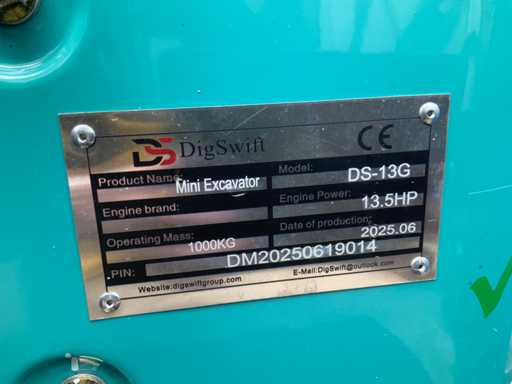 DS DigSwift CE
Product Name: Mini Excavator Model: DS-13G
Engine brand: Engine Power: 13.5HP
Operating Mass: 1000KG Date of production: 2025.06
PIN: DM20250619014
Website:digswiftgroup.com E-Mail:DigSwift@outlook.com